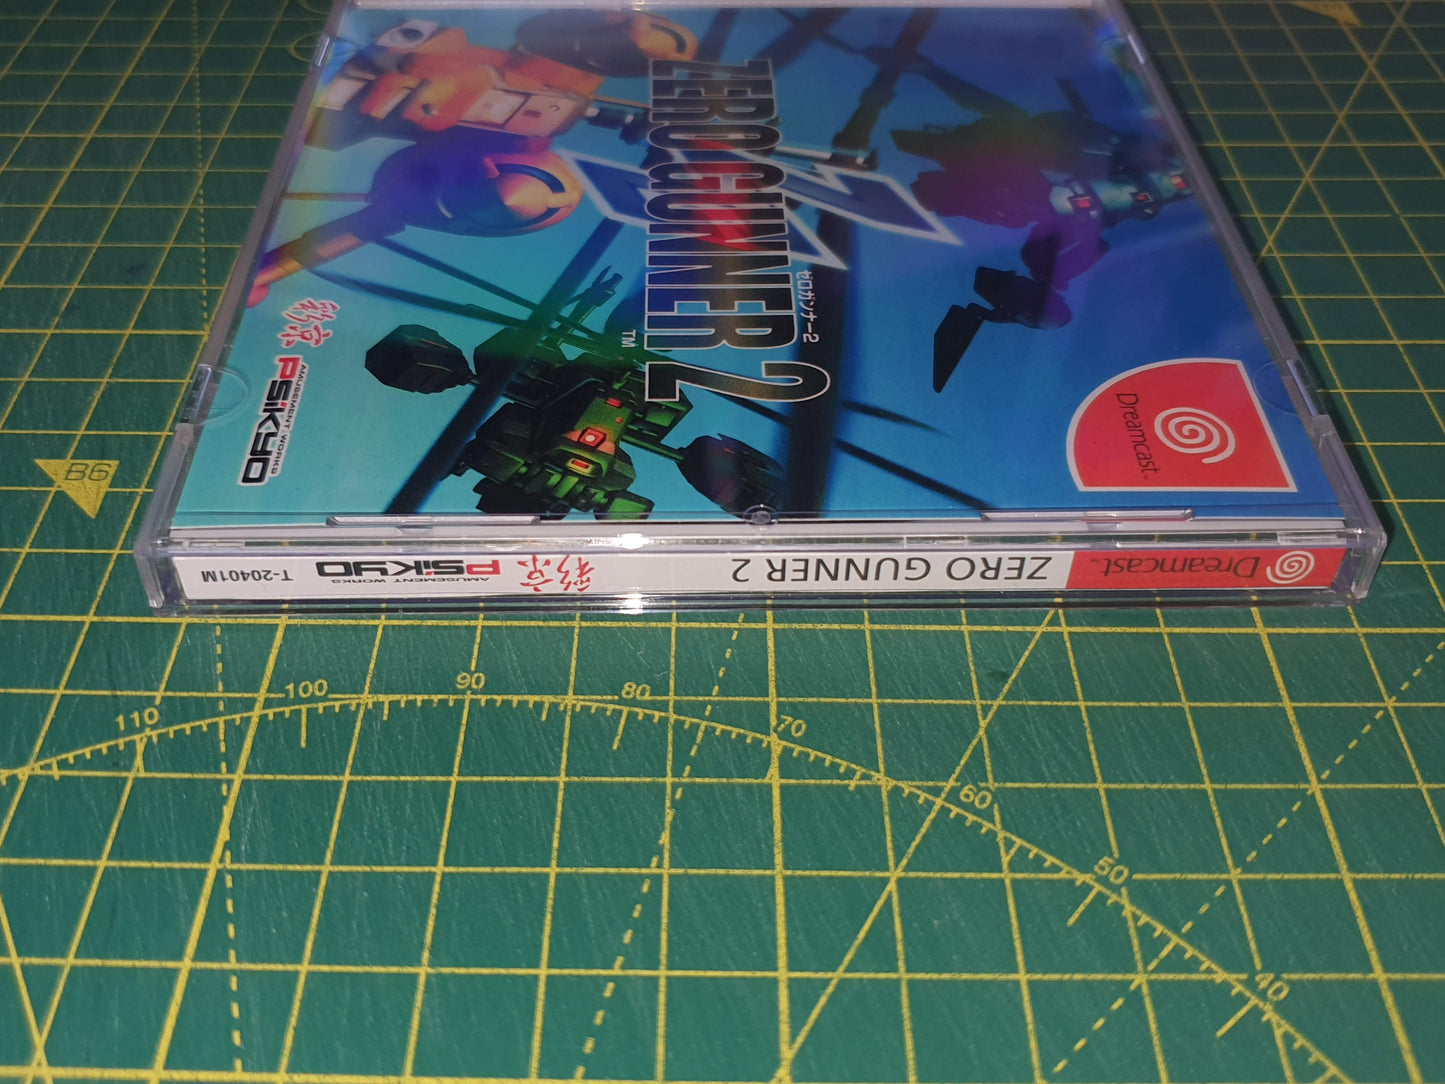 ZERO GUNNER 2
TM
ゼロガンナー2
Dreamcast
彩京
AMUSEMENT WORKS
PSiKYO
Dreamcast
ZERO GUNNER 2
彩京
AMUSEMENT WORKS
PSiKYO
T-20401M
B6
110
100
90
80
70
60
50
40